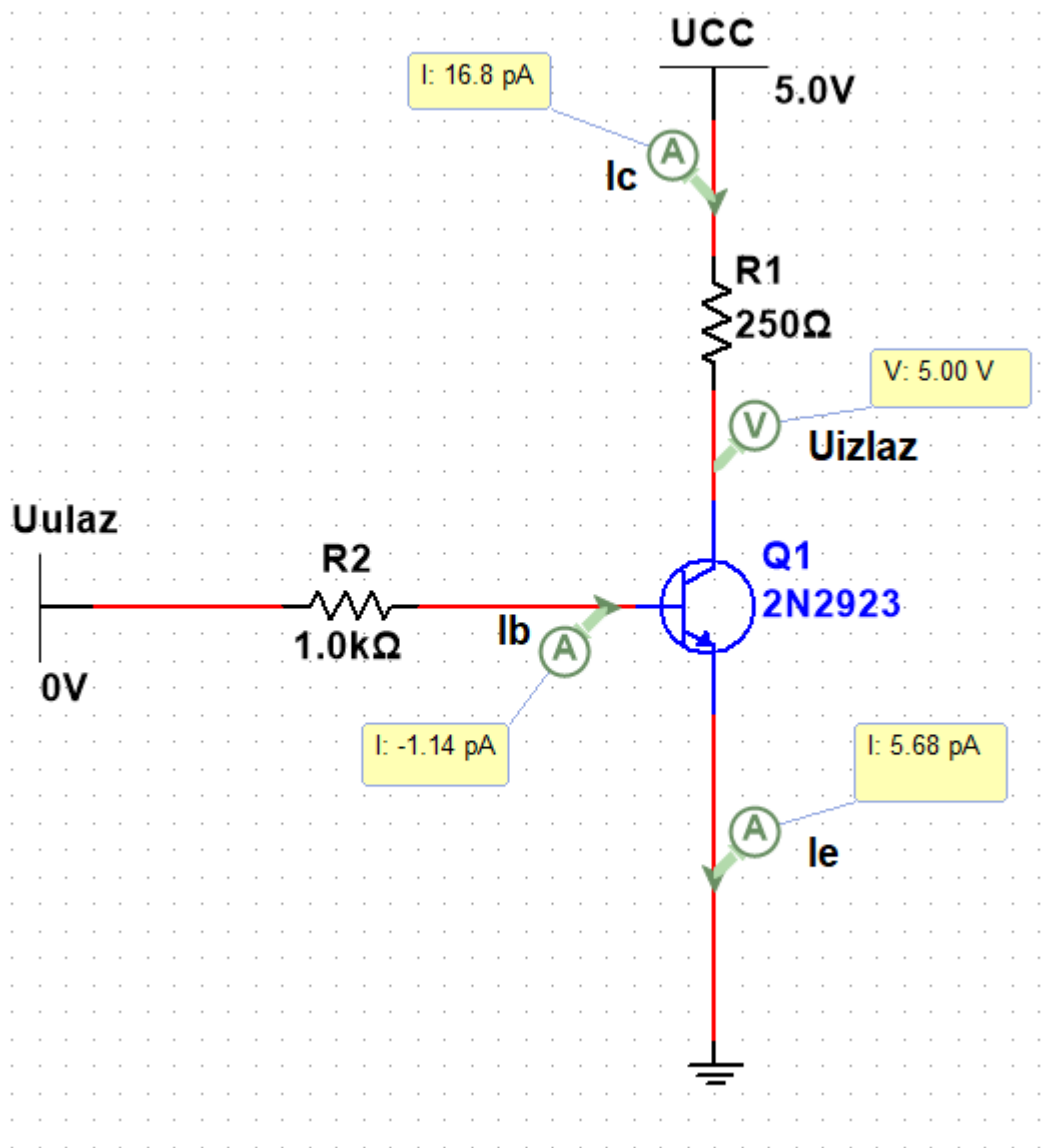 UCC
I: 16.8 pA
5.0V
A
Ic
R1
250Ω
V: 5.00 V
V
Uizlaz
Uulaz
R2
Q1
2N2923
1.0kΩ
Ib
A
0V
I: -1.14 pA
I: 5.68 pA
A
Ie